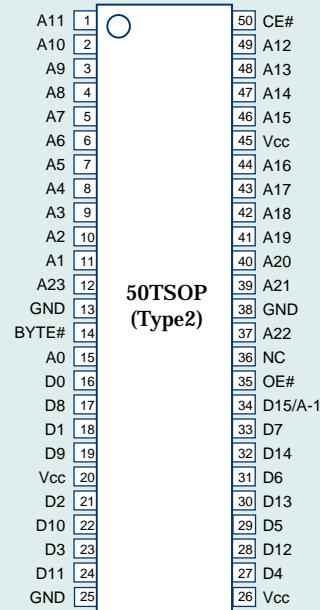 A11 1 50 CE#
A10 2 49 A12
A9 3 48 A13
A8 4 47 A14
A7 5 46 A15
A6 6 45 Vcc
A5 7 44 A16
A4 8 43 A17
A3 9 42 A18
A2 10 41 A19
A1 11 40 A20
A23 12 39 A21
GND 13 38 GND
BYTE# 14 37 A22
A0 15 36 NC
D0 16 35 OE#
D8 17 34 D15/A-1
D1 18 33 D7
D9 19 32 D14
Vcc 20 31 D6
D2 21 30 D13
D10 22 29 D5
D3 23 28 D12
D11 24 27 D4
GND 25 26 Vcc
50TSOP
(Type2)